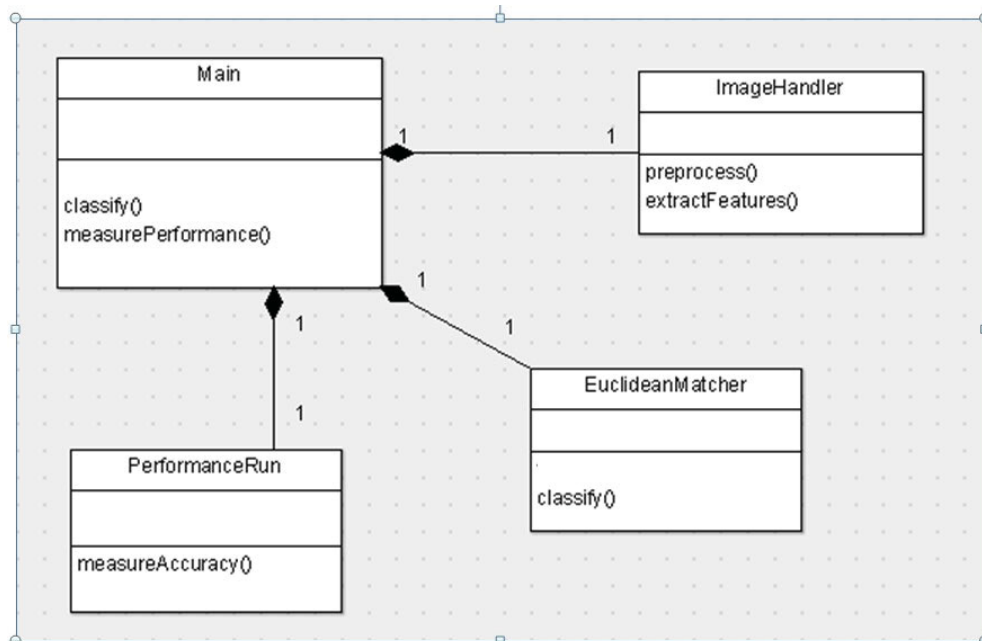 Main
classify()
measurePerformance()
1
1
ImageHandler
preprocess()
extractFeatures()
1
1
EuclideanMatcher
classify()
1
1
PerformanceRun
measureAccuracy()